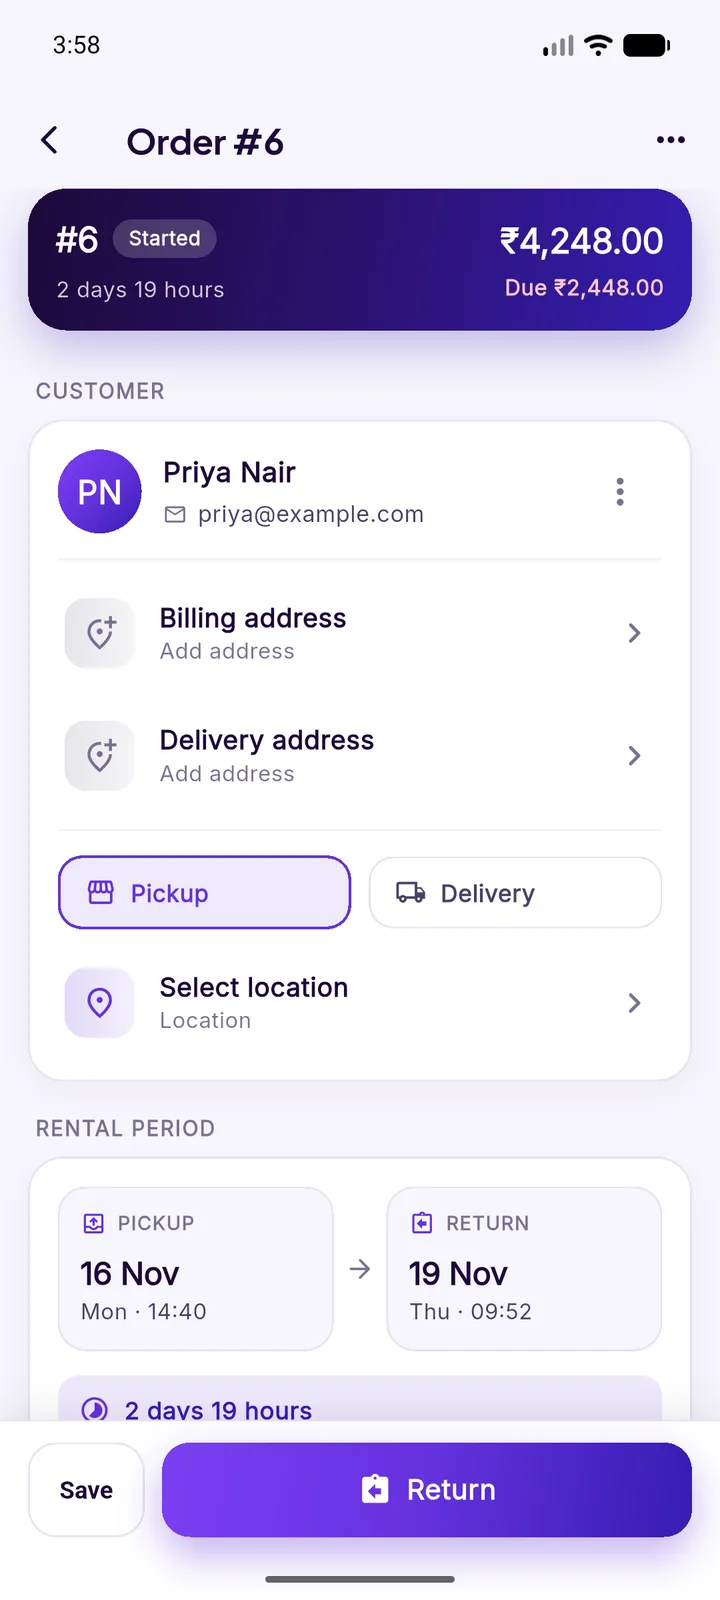 3:58
Order #6
#6 Started
₹4,248.00
2 days 19 hours
Due ₹2,448.00
CUSTOMER
PN
Priya Nair
priya@example.com
Billing address
Add address
Delivery address
Add address
Pickup
Delivery
Select location
Location
RENTAL PERIOD
PICKUP
16 Nov
Mon · 14:40
RETURN
19 Nov
Thu · 09:52
2 days 19 hours
Save
Return